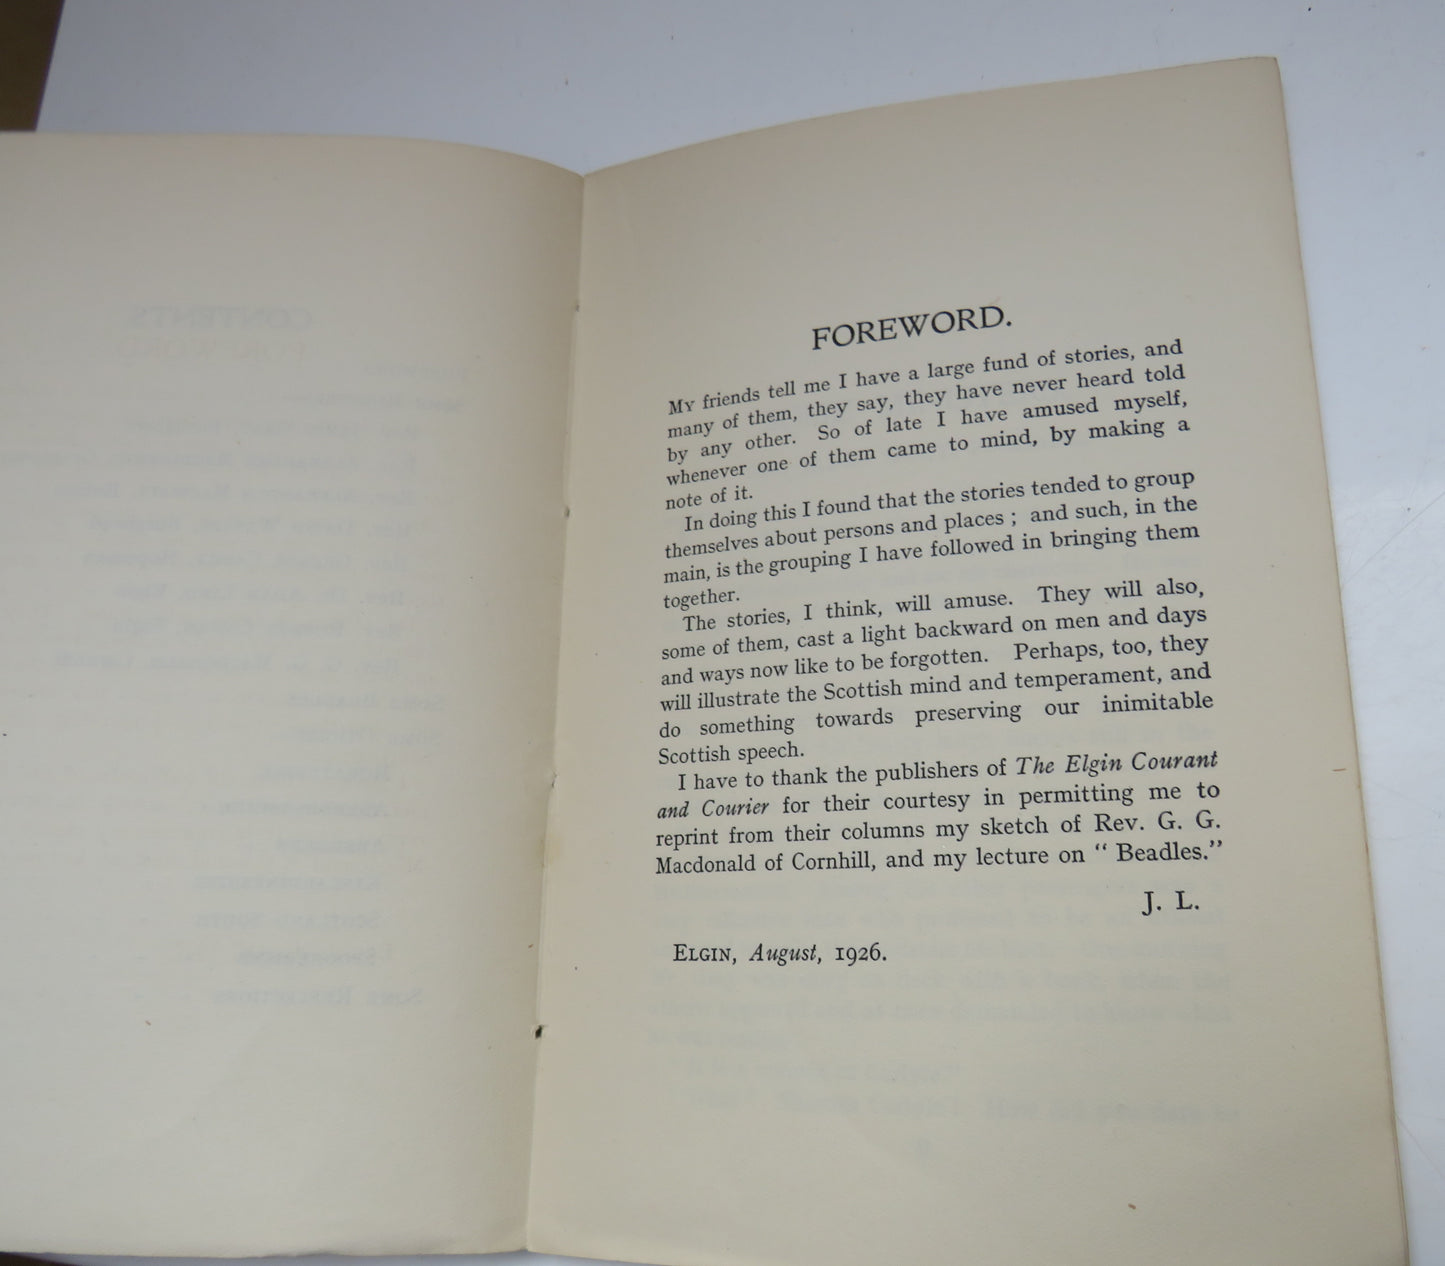 FOREWORD.
MY friends tell me I have a large fund of stories, and
many of them, they say, they have never heard told
by any other. So of late I have amused myself,
whenever one of them came to mind, by making a
note of it.
In doing this I found that the stories tended to group
themselves about persons and places ; and such, in the
main, is the grouping I have followed in bringing them
together.
The stories, I think, will amuse. They will also,
some of them, cast a light backward on men and days
and ways now like to be forgotten. Perhaps, too, they
will illustrate the Scottish mind and temperament, and
do something towards preserving our inimitable
Scottish speech.
I have to thank the publishers of The Elgin Courant
and Courier for their courtesy in permitting me to
reprint from their columns my sketch of Rev. G. G.
Macdonald of Cornhill, and my lecture on “ Beadles.”
J. L.
ELGIN, August, 1926.